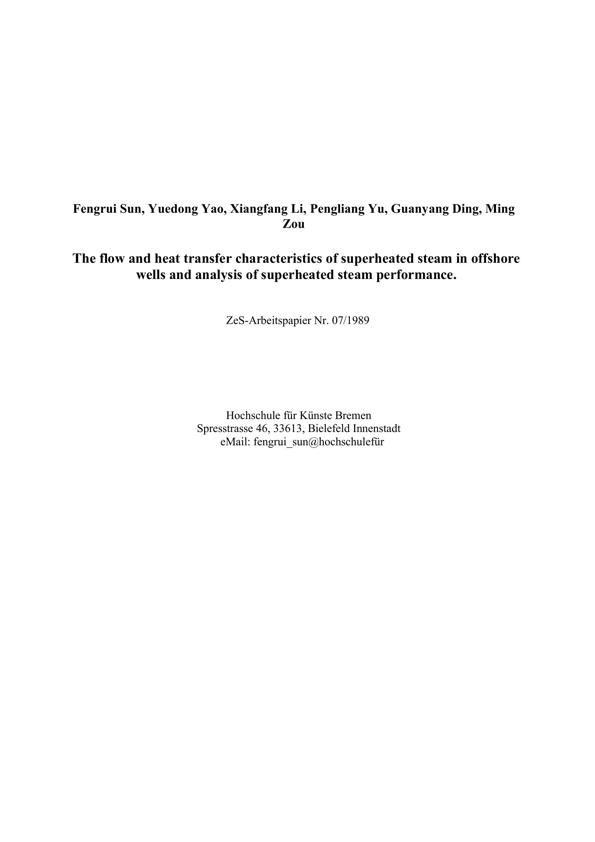 Fengrui Sun, Yuedong Yao, Xiangfang Li, Pengliang Yu, Guanyang Ding, Ming
Zou
The flow and heat transfer characteristics of superheated steam in offshore
wells and analysis of superheated steam performance.
ZeS-Arbeitspapier Nr. 07/1989
Hochschule für Künste Bremen
Spresstrasse 46, 33613, Bielefeld Innenstadt
eMail: fengrui_sun@hochschulefür